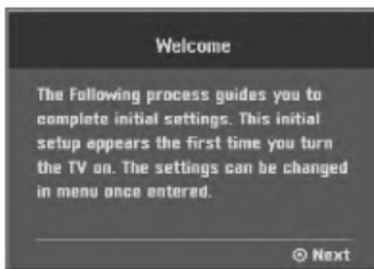 Welcome
The Following process guides you to
complete initial settings. This initial
setup appears the first time you turn
the TV on. The settings can be changed
in menu once entered.
⊙ Next